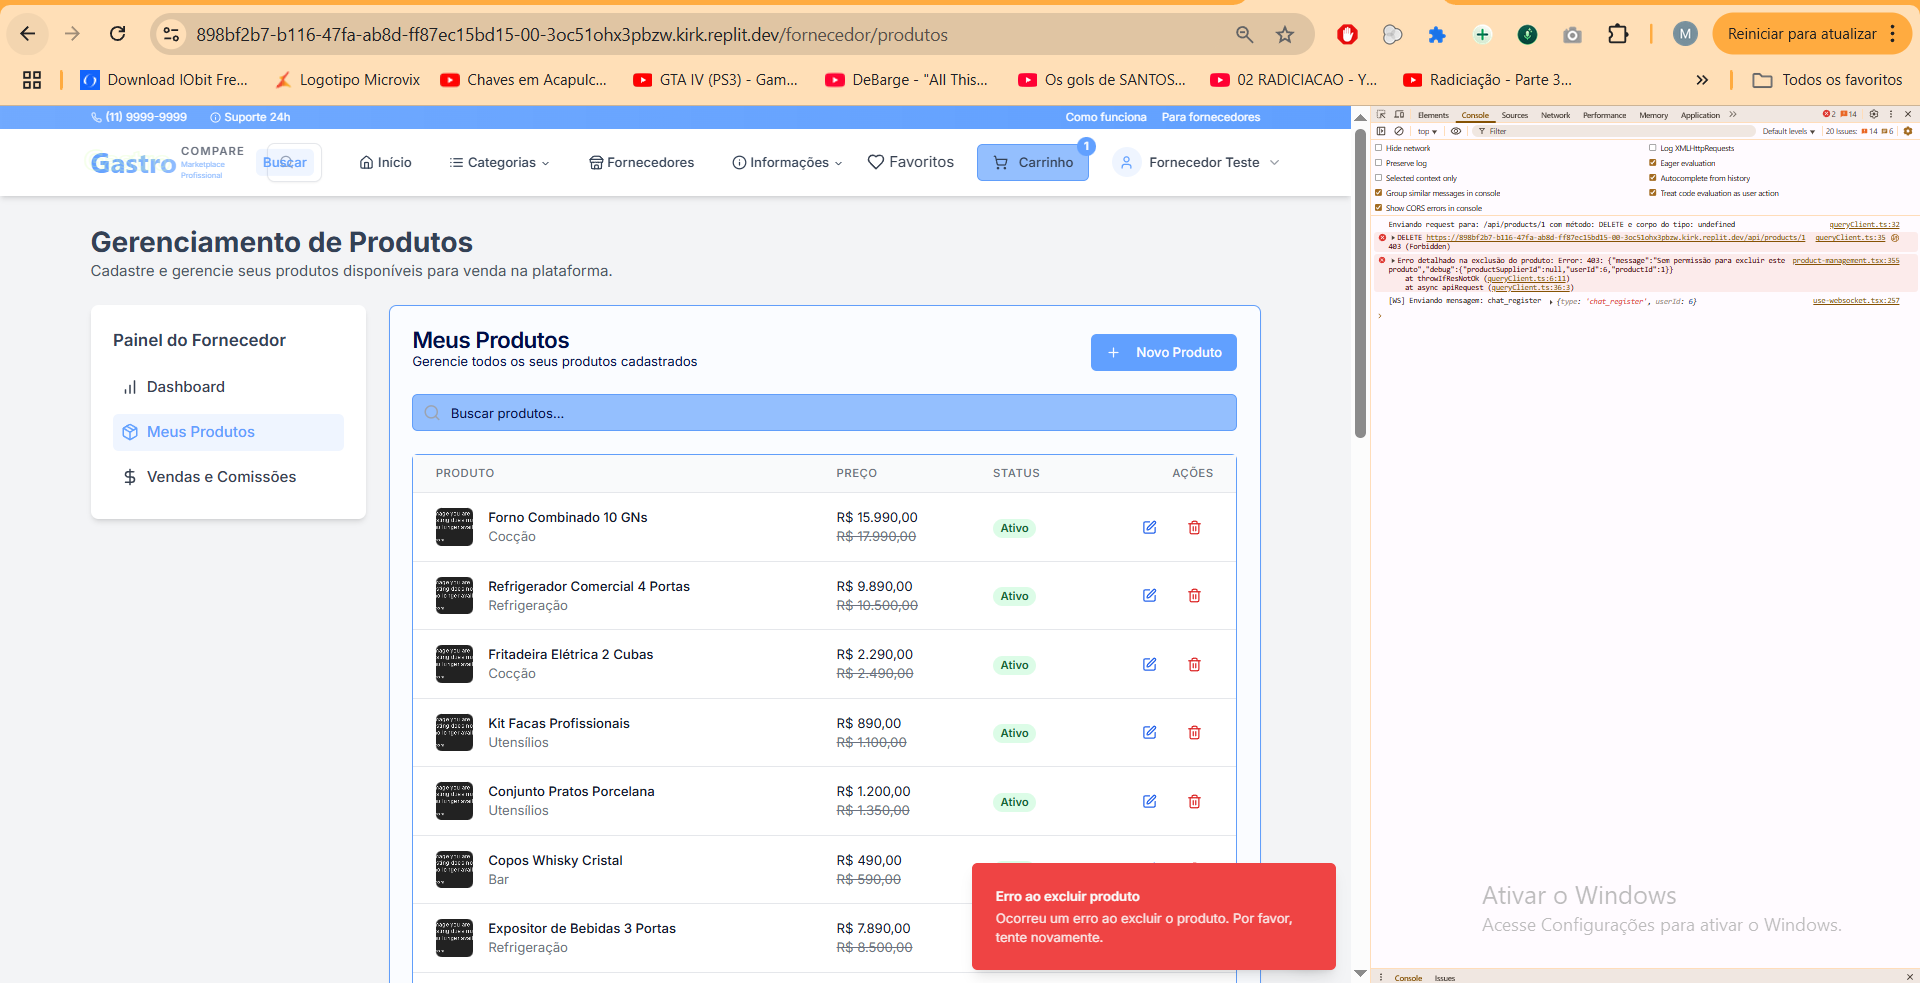 898bf2b7-b116-47fa-ab8d-ff87ec15bd15-00-3oc51ohx3pbzw.kirk.replit.dev/fornecedor/produtos
M
Reiniciar para atualizar
Download IObit Fre...
Logotipo Microvix
Chaves em Acapulc...
GTA IV (PS3) - Gam...
DeBarge - "All This...
Os gols de SANTOS...
02 RADICIACAO - Y...
Radiciação - Parte 3...
Todos os favoritos
(11) 9999-9999
Suporte 24h
Como funciona
Para fornecedores
Gastro
COMPARE
Marketplace
Profissional
Buscar
Início
Categorias
Fornecedores
Informações
Favoritos
Carrinho
1
Fornecedor Teste
Gerenciamento de Produtos
Cadastre e gerencie seus produtos disponíveis para venda na plataforma.
Painel do Fornecedor
Dashboard
Meus Produtos
Vendas e Comissões
Meus Produtos
Gerencie todos os seus produtos cadastrados
Novo Produto
Buscar produtos...
PRODUTO PREÇO STATUS AÇÕES
Forno Combinado 10 GNs
Cocção
R$ 15.990,00
R$ 17.990,00
Ativo
Refrigerador Comercial 4 Portas
Refrigeração
R$ 9.890,00
R$ 10.500,00
Ativo
Fritadeira Elétrica 2 Cubas
Cocção
R$ 2.290,00
R$ 2.490,00
Ativo
Kit Facas Profissionais
Utensílios
R$ 890,00
R$ 1.100,00
Ativo
Conjunto Pratos Porcelana
Utensílios
R$ 1.200,00
R$ 1.350,00
Ativo
Copos Whisky Cristal
Bar
R$ 490,00
R$ 590,00
Expositor de Bebidas 3 Portas
Refrigeração
R$ 7.890,00
R$ 8.500,00
Erro ao excluir produto
Ocorreu um erro ao excluir o produto. Por favor,
tente novamente.
Elements Console Sources Network Performance Memory Application
2 14
top
Filter
Default levels
20 Issues: 14 6
Hide network
Log XMLHttpRequests
Preserve log
Eager evaluation
Selected context only
Autocomplete from history
Group similar messages in console
Treat code evaluation as user action
Show CORS errors in console
Enviando request para: /api/products/1 com método: DELETE e corpo do tipo: undefined queryClient.ts:32
DELETE https://898bf2b7-b116-47fa-ab8d-ff87ec15bd15-00-3oc51ohx3pbzw.kirk.replit.dev/api/products/1 queryClient.ts:35
403 (Forbidden)
Erro detalhado na exclusão do produto: Error: 403: {"message":"Sem permissão para excluir este product-management.tsx:355
produto","debug":{"productSupplierId":null,"userId":6,"productId":1}}
at throwIfResNotOk (queryClient.ts:6:11)
at async apiRequest (queryClient.ts:36:3)
[WS] Enviando mensagem: chat_register {type: 'chat_register', userId: 6} use-websocket.tsx:257
Ativar o Windows
Acesse Configurações para ativar o Windows.
Console Issues